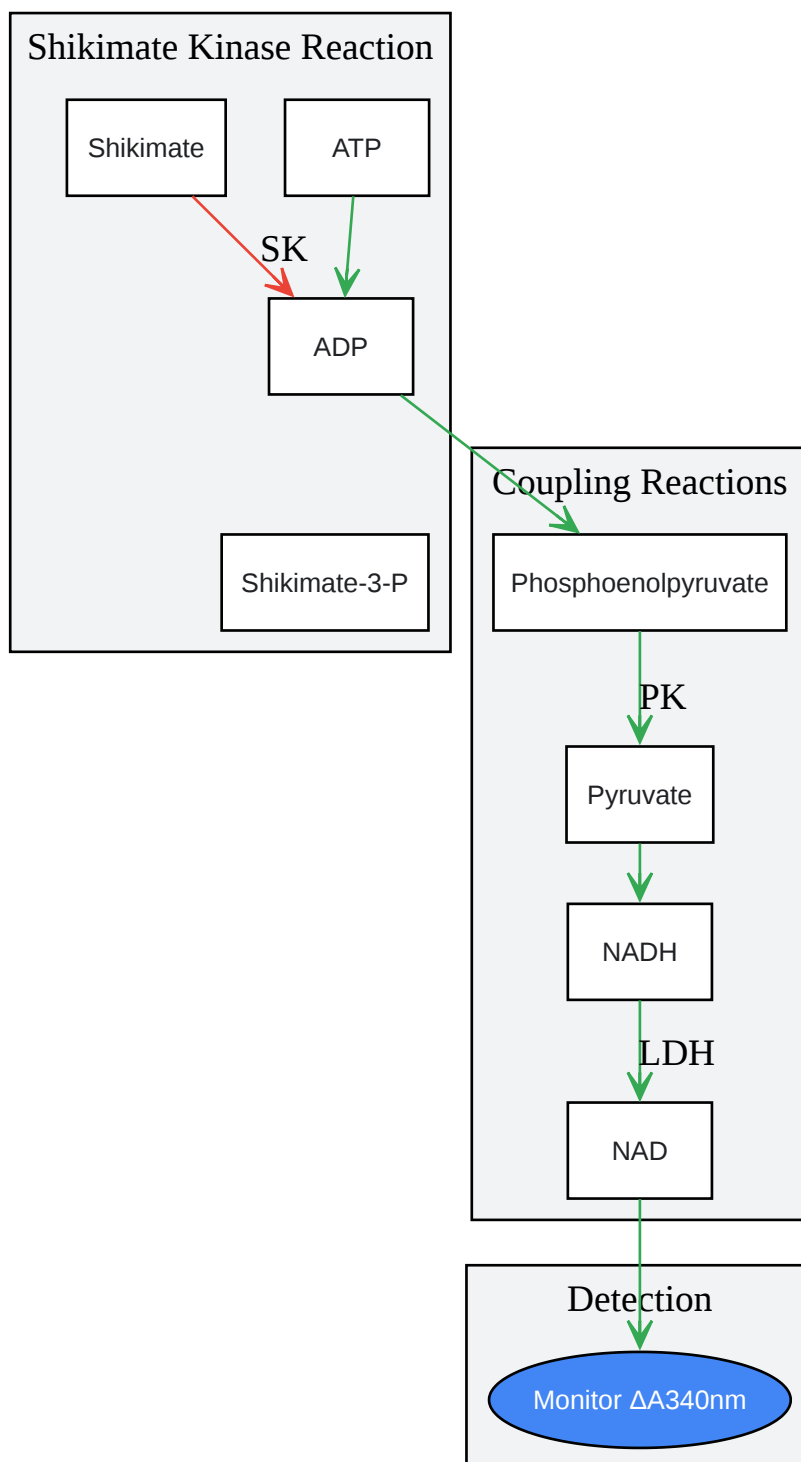 Shikimate Kinase Reaction
Shikimate
ATP
SK
ADP
Shikimate-3-P
Coupling Reactions
Phosphoenolpyruvate
PK
Pyruvate
NADH
LDH
NAD
Detection
Monitor ΔA340nm